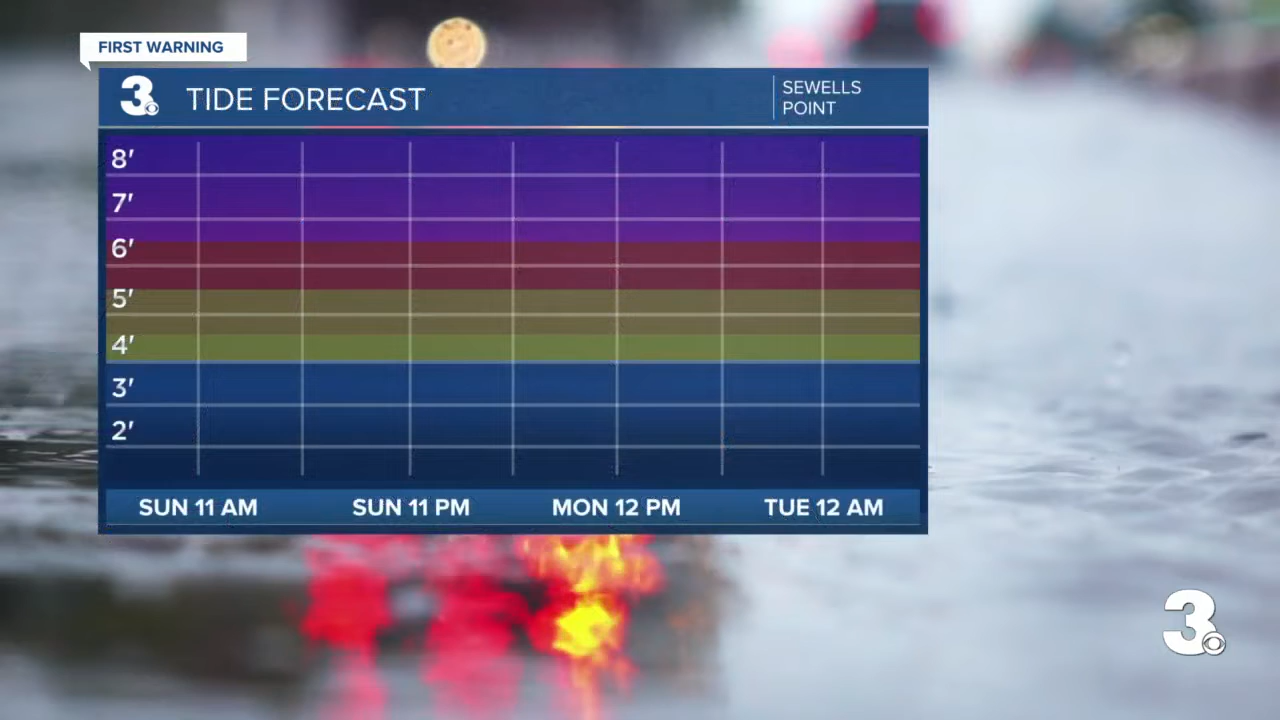 FIRST WARNING
3 TIDE FORECAST
SEWELLS
POINT
8'
7'
6'
5'
4'
3'
2'
SUN 11 AM SUN 11 PM MON 12 PM TUE 12 AM
3